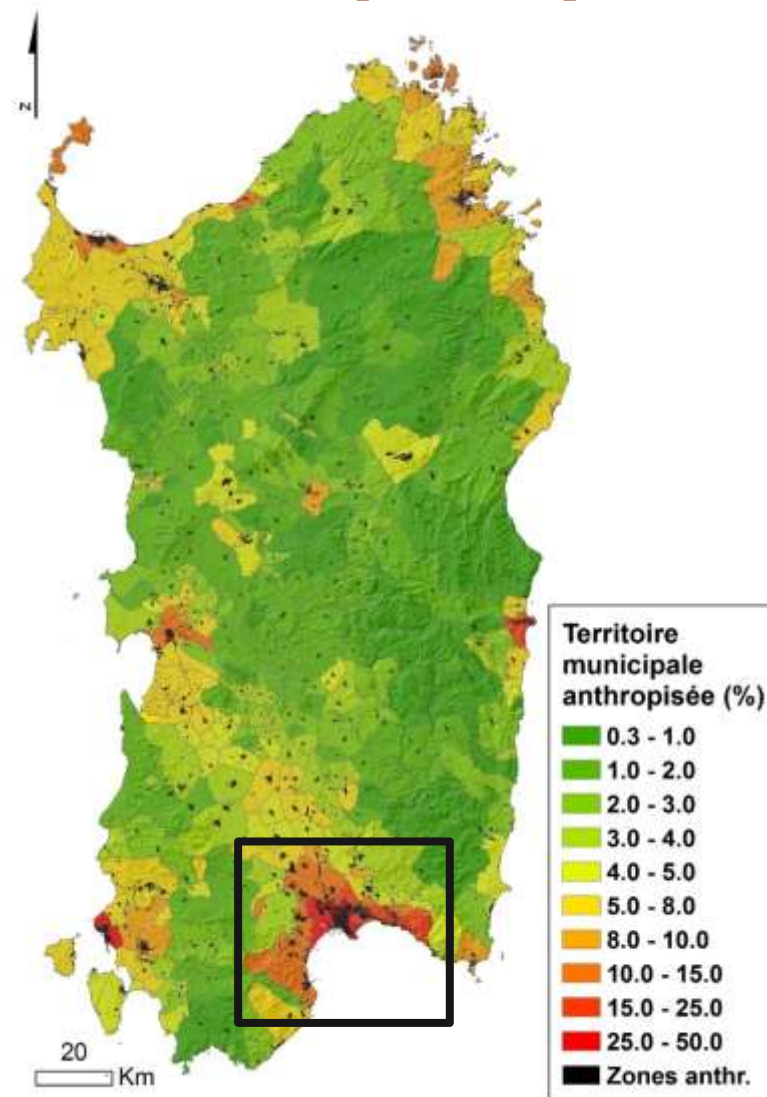 N
Territoire
municipale
anthropisée (%)
0.3 - 1.0
1.0 - 2.0
2.0 - 3.0
3.0 - 4.0
4.0 - 5.0
5.0 - 8.0
8.0 - 10.0
10.0 - 15.0
15.0 - 25.0
25.0 - 50.0
Zones anthr.
20
Km